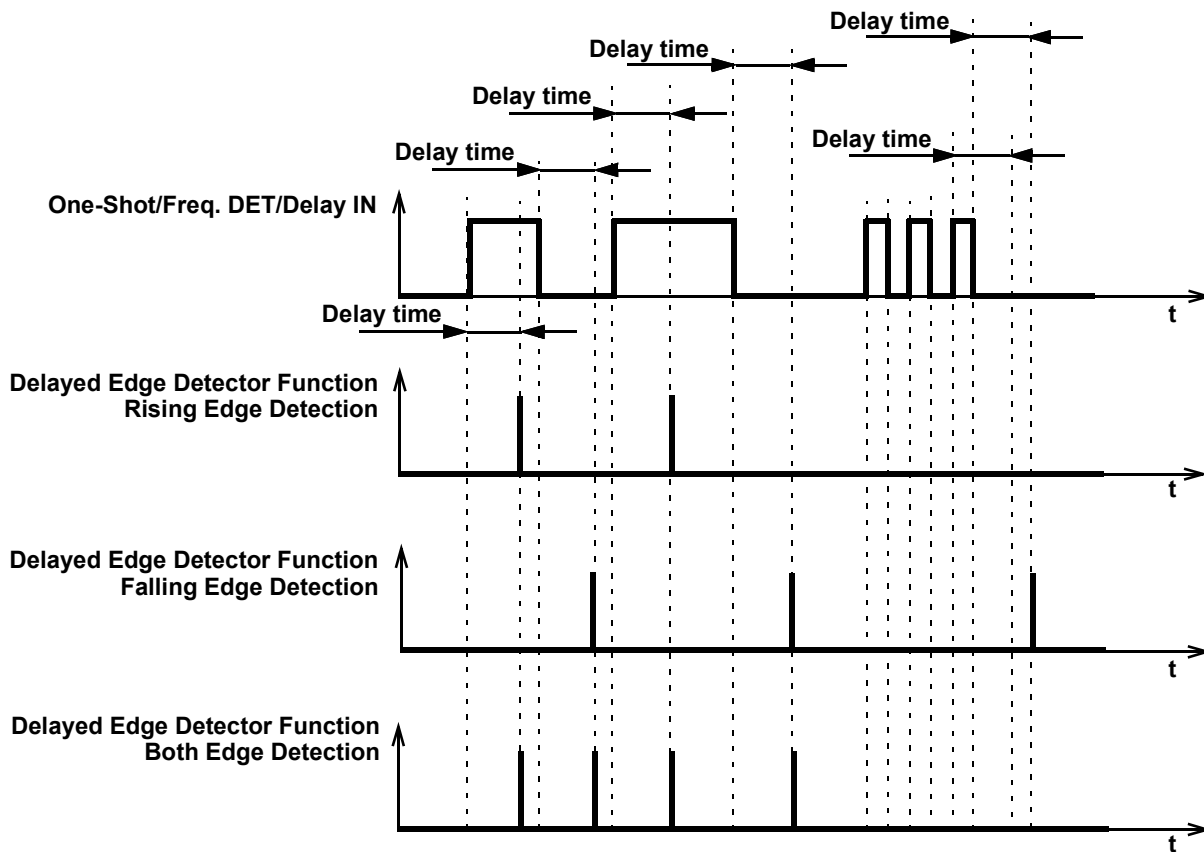 Delay time
Delay time
Delay time
Delay time
Delay time
One-Shot/Freq. DET/Delay IN
t
Delay time
Delayed Edge Detector Function
Rising Edge Detection
t
Delayed Edge Detector Function
Falling Edge Detection
t
Delayed Edge Detector Function
Both Edge Detection
t